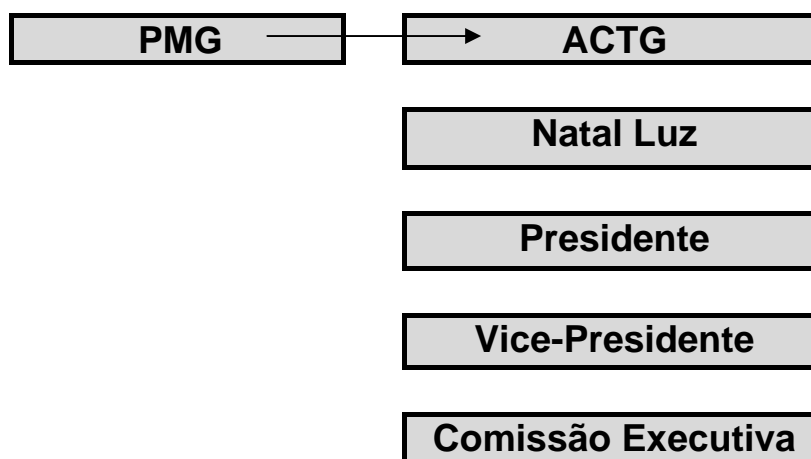 PMG
ACTG
Natal Luz
Presidente
Vice-Presidente
Comissão Executiva